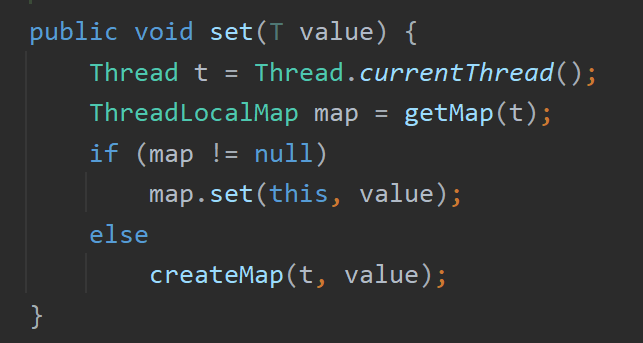 public void set(T value) {
    Thread t = Thread.currentThread();
    ThreadLocalMap map = getMap(t);
    if (map != null)
        map.set(this, value);
    else
        createMap(t, value);
}